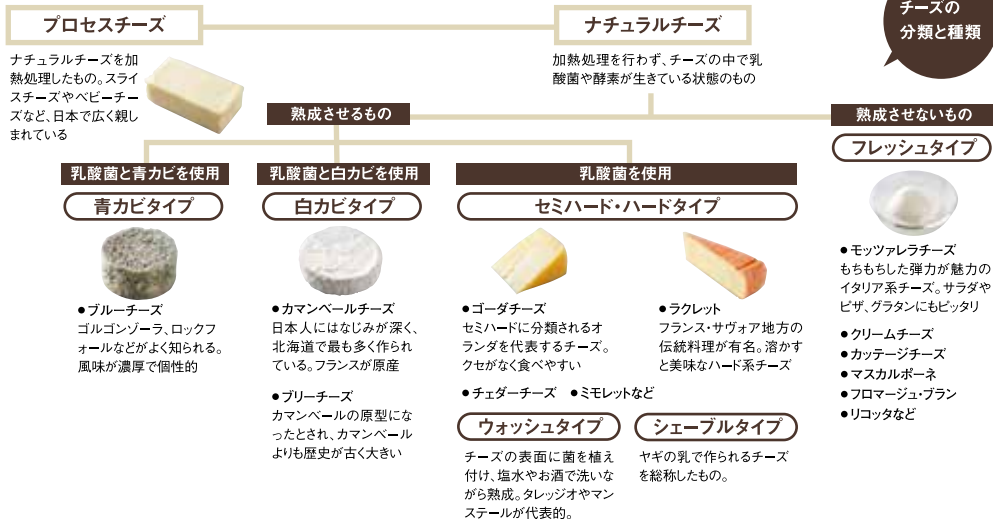 チーズの
分類と種類
プロセスチーズ
ナチュラルチーズを加
熱処理したもの。スライ
スチーズやベビーチー
ズなど、日本で広く親し
まれている
ナチュラルチーズ
加熱処理を行わず、チーズの中で乳
酸菌や酵素が生きている状態のもの
熟成させるもの
乳酸菌と青カビを使用
青カビタイプ
●ブルーチーズ
ゴルゴンゾーラ、ロックフ
ォールなどがよく知られる。
風味が濃厚で個性的
乳酸菌と白カビを使用
白カビタイプ
●カマンベールチーズ
日本人にはなじみが深く、
北海道で最も多く作られ
ている。フランスが原産
●ブリーチーズ
カマンベールの原型にな
ったとされ、カマンベール
よりも歴史が古く大きい
乳酸菌を使用
セミハード・ハードタイプ
●ゴーダチーズ
セミハードに分類されるオ
ランダを代表するチーズ。
クセがなく食べやすい
●ラクレット
フランス・サヴォア地方の
伝統料理が有名。溶かす
と美味なハード系チーズ
●チェダーチーズ ●ミモレットなど
ウォッシュタイプ
チーズの表面に菌を植え
付け、塩水やお酒で洗いな
がら熟成。タレッジオやマン
ステールが代表的。
シェーブルタイプ
ヤギの乳で作られるチーズ
を総称したもの。
熟成させないもの
フレッシュタイプ
●モッツァレラチーズ
もちもちした弾力が魅力の
イタリア系チーズ。サラダや
ピザ、グラタンにもピッタリ
●クリームチーズ
●カッテージチーズ
●マスカルポーネ
●フロマージュ・ブラン
●リコッタなど